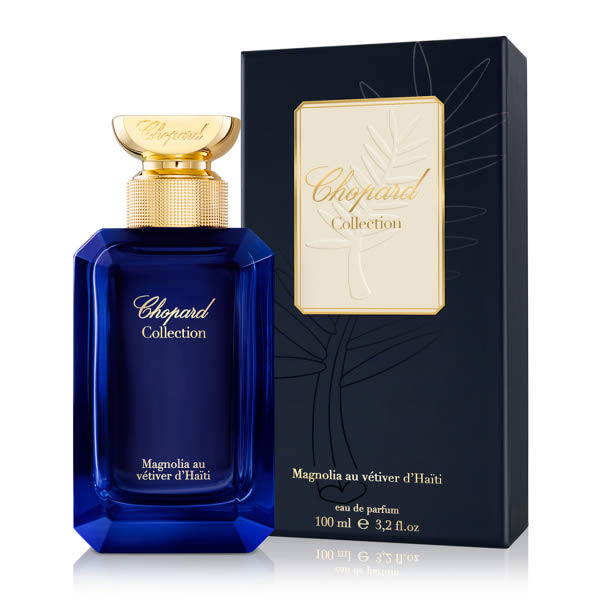 Chopard
Chopard
Collection
Magnolia au
vétiver d'Haïti
Chopard
Collection
Magnolia au vétiver d'Haïti
eau de parfum
100 ml ℮ 3,2 fl.oz